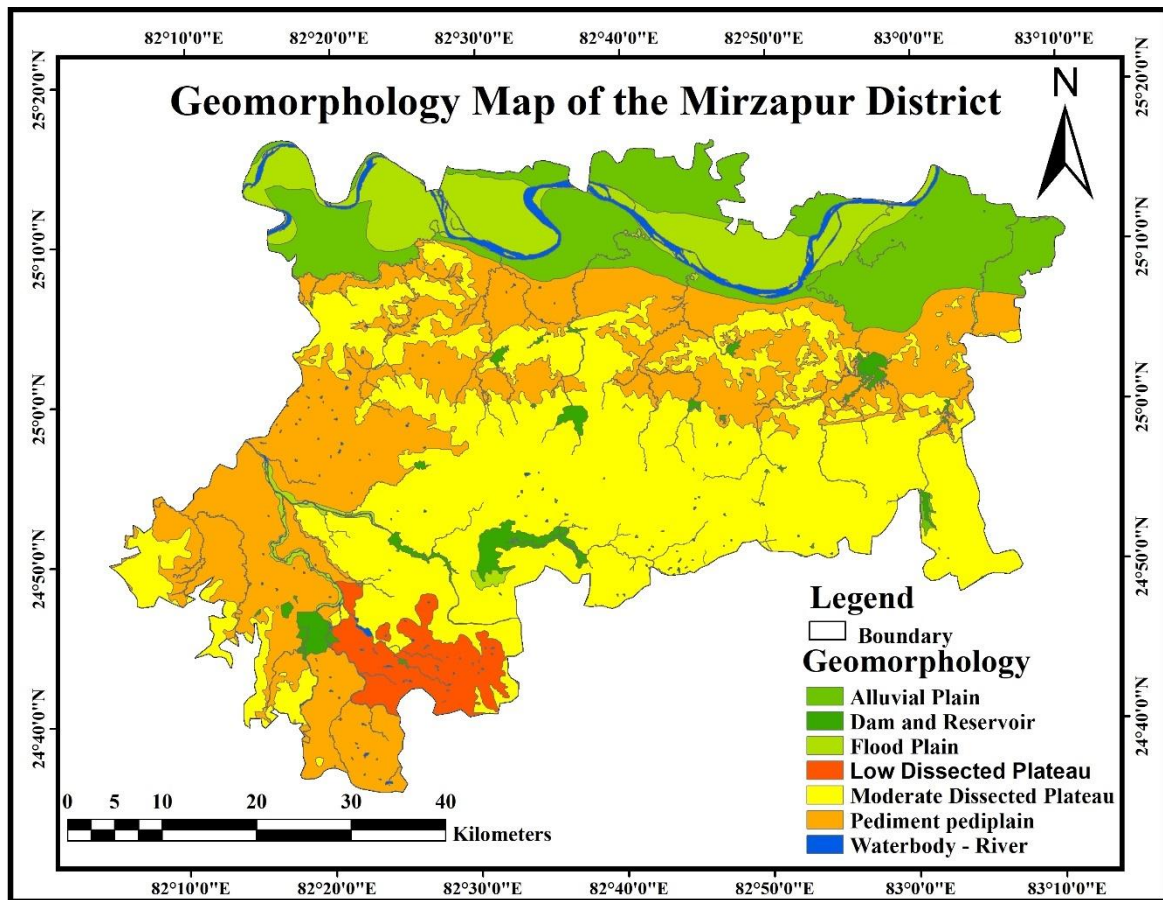 82°10'0"E 82°20'0"E 82°30'0"E 82°40'0"E 82°50'0"E 83°0'0"E 83°10'0"E
Geomorphology Map of the Mirzapur District
N
25°20'0"N 25°20'0"N
25°10'0"N 25°10'0"N
25°0'0"N 25°0'0"N
24°50'0"N 24°50'0"N
24°40'0"N 24°40'0"N
Legend
Boundary
Geomorphology
Alluvial Plain
Dam and Reservoir
Flood Plain
Low Dissected Plateau
Moderate Dissected Plateau
Pediment pediplain
Waterbody - River
0 5 10 20 30 40
Kilometers
82°10'0"E 82°20'0"E 82°30'0"E 82°40'0"E 82°50'0"E 83°0'0"E 83°10'0"E